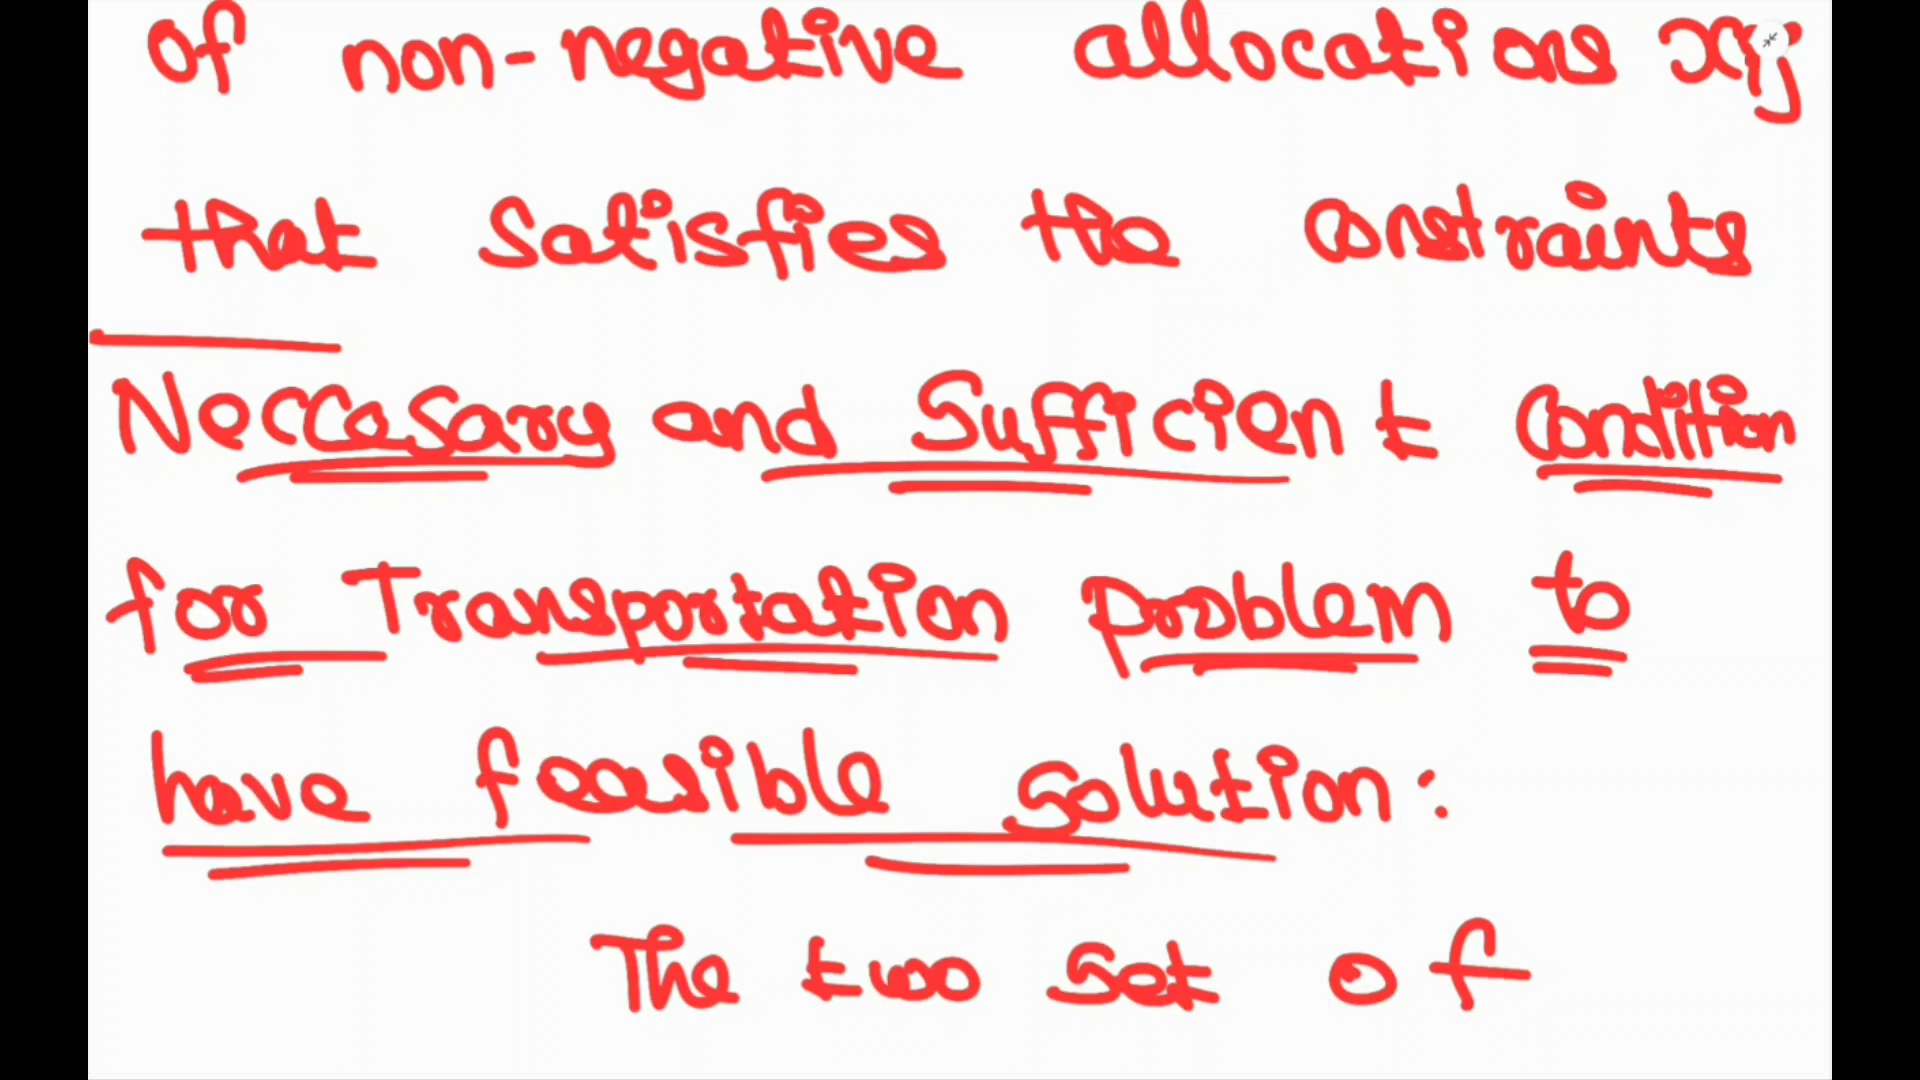 of non-negative allocations xij
that satisfies the constraints
Neccasary and Sufficient Condition
for Transportation problem to
have feasible solution:
The two set of